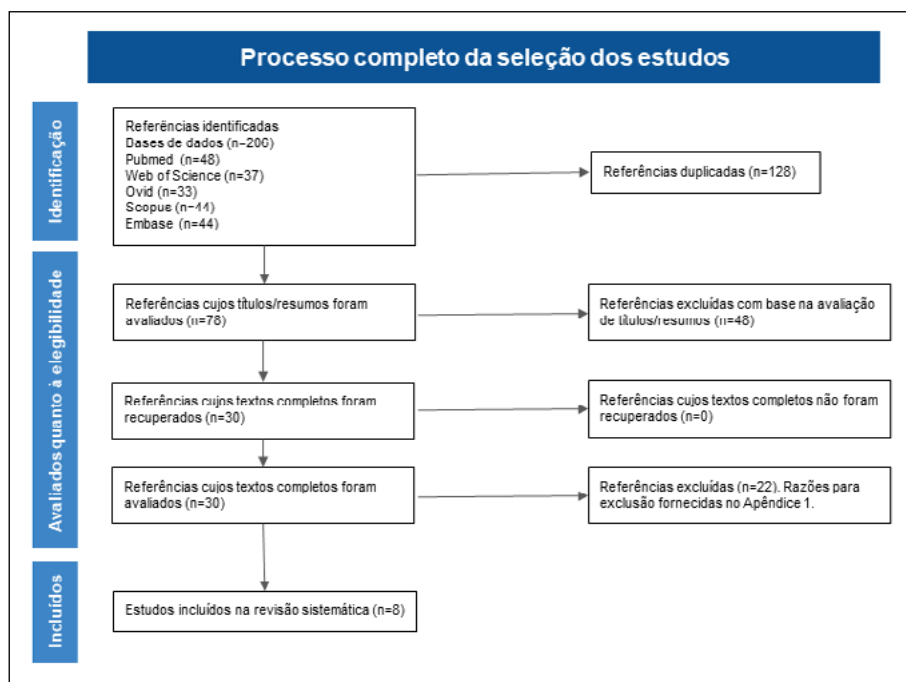 Processo completo da seleção dos estudos
Identificação
Referências identificadas
Bases de dados (n=206)
Pubmed (n=48)
Web of Science (n=37)
Ovid (n=33)
Scopus (n=44)
Embase (n=44)
Referências duplicadas (n=128)
Avaliados quanto à elegibilidade
Referências cujos títulos/resumos foram
avaliados (n=78)
Referências excluídas com base na avaliação
de títulos/resumos (n=48)
Referências cujos textos completos foram
recuperados (n=30)
Referências cujos textos completos não foram
recuperados (n=0)
Referências cujos textos completos foram
avaliados (n=30)
Referências excluídas (n=22). Razões para
exclusão fornecidas no Apêndice 1.
Incluídos
Estudos incluídos na revisão sistemática (n=8)